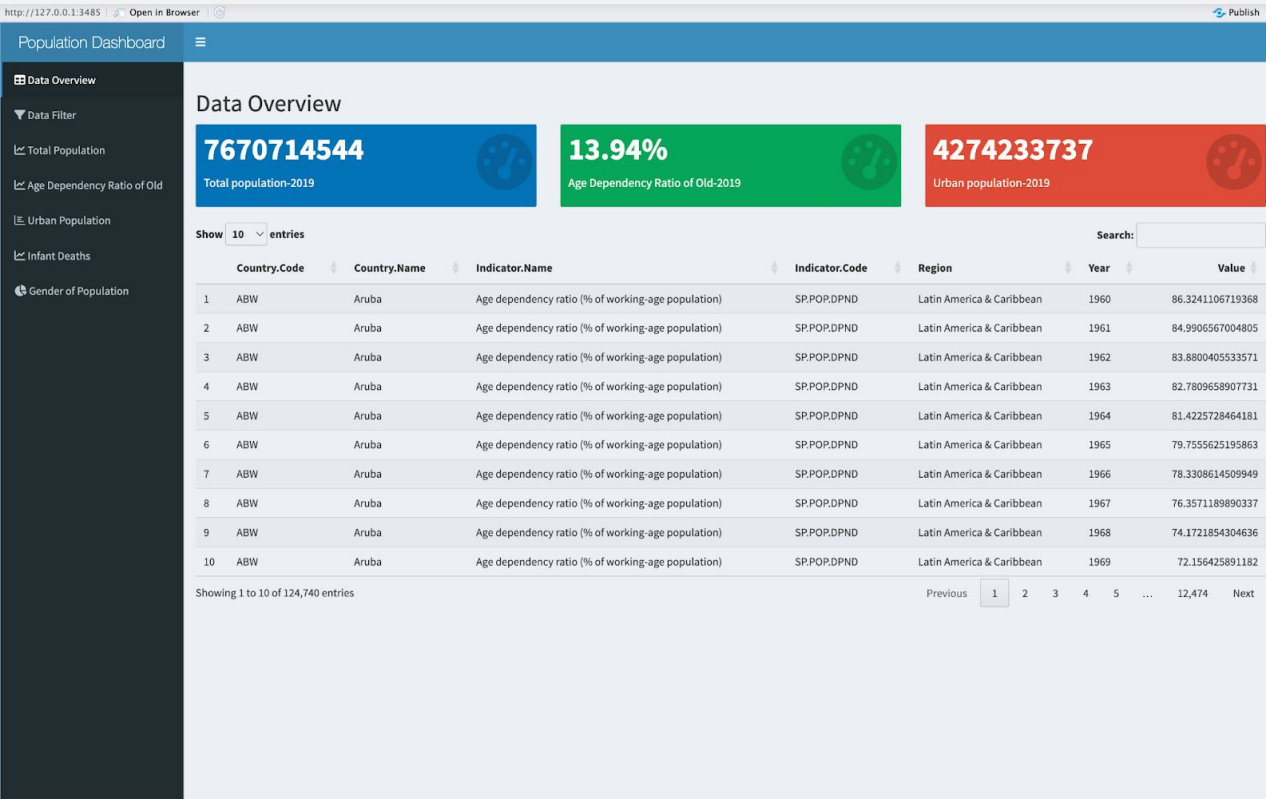 http://127.0.0.1:3485 Open in Browser Publish
Population Dashboard
Data Overview
Data Filter
Total Population
Age Dependency Ratio of Old
Urban Population
Infant Deaths
Gender of Population
Data Overview
7670714544
Total population-2019
13.94%
Age Dependency Ratio of Old-2019
4274233737
Urban population-2019
Show 10 entries Search:
Country.Code Country.Name Indicator.Name Indicator.Code Region Year Value
1 ABW Aruba Age dependency ratio (% of working-age population) SP.POP.DPND Latin America & Caribbean 1960 86.3241106719368
2 ABW Aruba Age dependency ratio (% of working-age population) SP.POP.DPND Latin America & Caribbean 1961 84.9906567004805
3 ABW Aruba Age dependency ratio (% of working-age population) SP.POP.DPND Latin America & Caribbean 1962 83.8800405533571
4 ABW Aruba Age dependency ratio (% of working-age population) SP.POP.DPND Latin America & Caribbean 1963 82.7809658907731
5 ABW Aruba Age dependency ratio (% of working-age population) SP.POP.DPND Latin America & Caribbean 1964 81.4225728464181
6 ABW Aruba Age dependency ratio (% of working-age population) SP.POP.DPND Latin America & Caribbean 1965 79.7555625195863
7 ABW Aruba Age dependency ratio (% of working-age population) SP.POP.DPND Latin America & Caribbean 1966 78.3308614509949
8 ABW Aruba Age dependency ratio (% of working-age population) SP.POP.DPND Latin America & Caribbean 1967 76.3571189890337
9 ABW Aruba Age dependency ratio (% of working-age population) SP.POP.DPND Latin America & Caribbean 1968 74.1721854304636
10 ABW Aruba Age dependency ratio (% of working-age population) SP.POP.DPND Latin America & Caribbean 1969 72.156425891182
Showing 1 to 10 of 124,740 entries Previous 1 2 3 4 5 … 12,474 Next